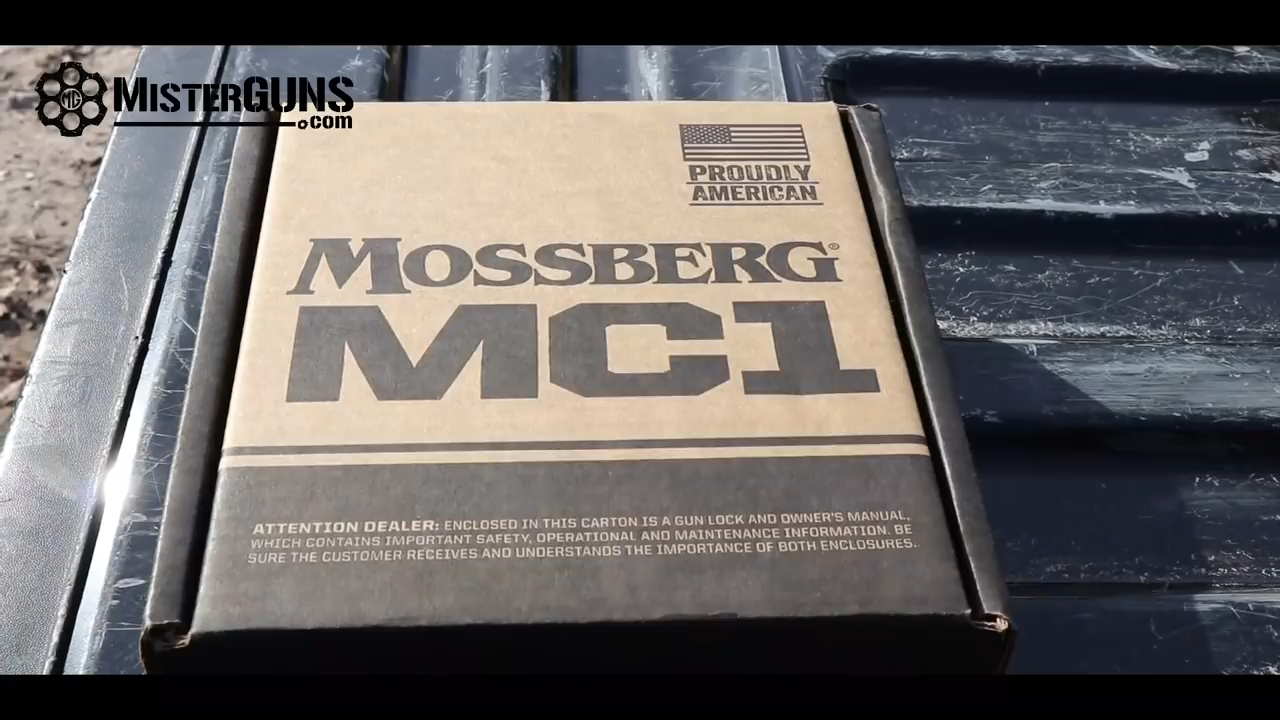 MISTERGUNS
.com
MG
PROUDLY
AMERICAN
MOSSBERG®
MC1
ATTENTION DEALER: ENCLOSED IN THIS CARTON IS A GUN LOCK AND OWNER'S MANUAL,
WHICH CONTAINS IMPORTANT SAFETY, OPERATIONAL AND MAINTENANCE INFORMATION. BE
SURE THE CUSTOMER RECEIVES AND UNDERSTANDS THE IMPORTANCE OF BOTH ENCLOSURES.